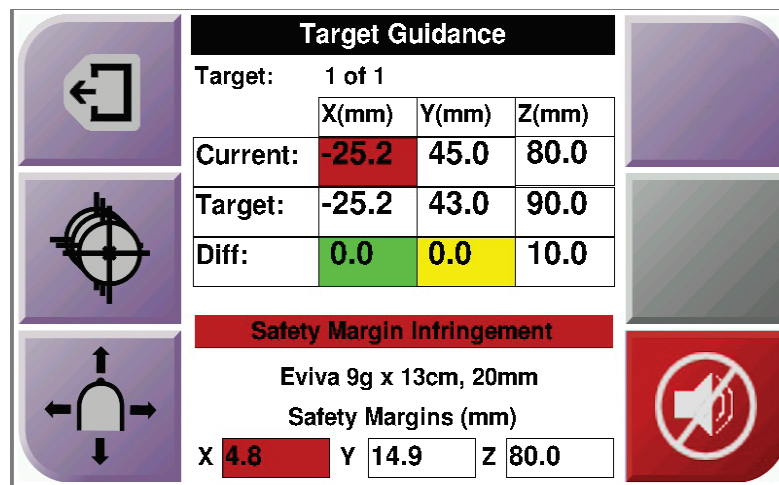 Target Guidance
Target: 1 of 1
X(mm) Y(mm) Z(mm)
Current: -25.2 45.0 80.0
Target: -25.2 43.0 90.0
Diff: 0.0 0.0 10.0
Safety Margin Infringement
Eviva 9g x 13cm, 20mm
Safety Margins (mm)
X 4.8 Y 14.9 Z 80.0